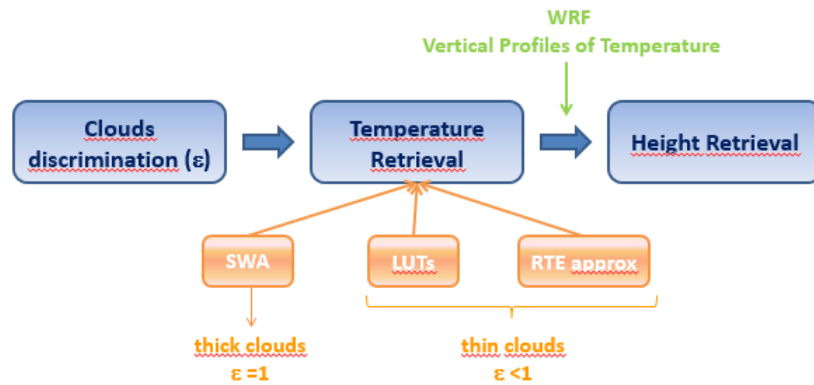 WRF
Vertical Profiles of Temperature
Clouds
discrimination (ε)
Temperature
Retrieval
Height Retrieval
SWA
LUTs
RTE approx
thick clouds
ε =1
thin clouds
ε <1